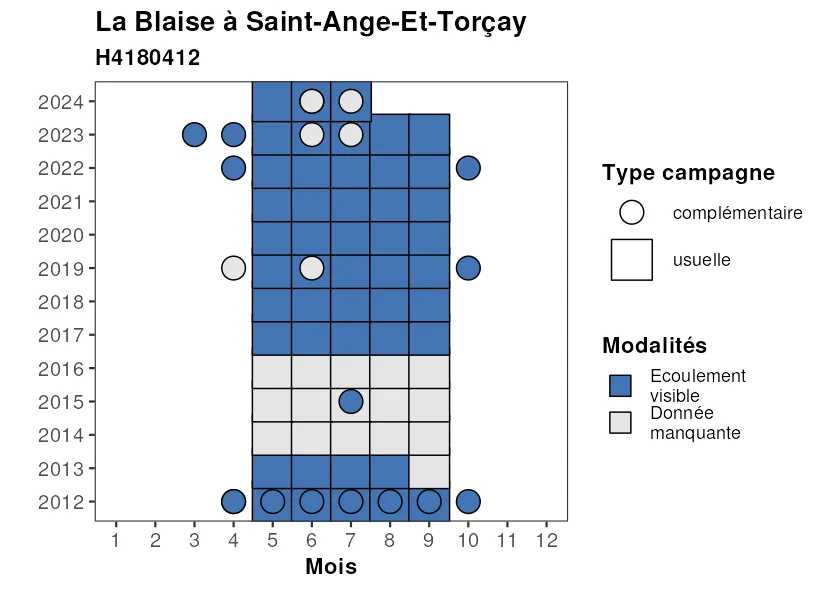 La Blaise à Saint-Ange-Et-Torçay
H4180412
2024
2023
2022
2021
2020
2019
2018
2017
2016
2015
2014
2013
2012
1 2 3 4 5 6 7 8 9 10 11 12
Mois
Type campagne
complémentaire
usuelle
Modalités
Ecoulement
visible
Donnée
manquante